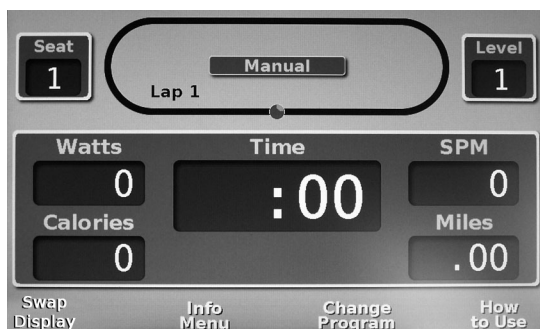 Seat
1
Manual
Lap 1
Level
1
Watts
0
Time
:00
SPM
0
Calories
0
Miles
.00
Swap
Display
Info
Menu
Change
Program
How
to Use